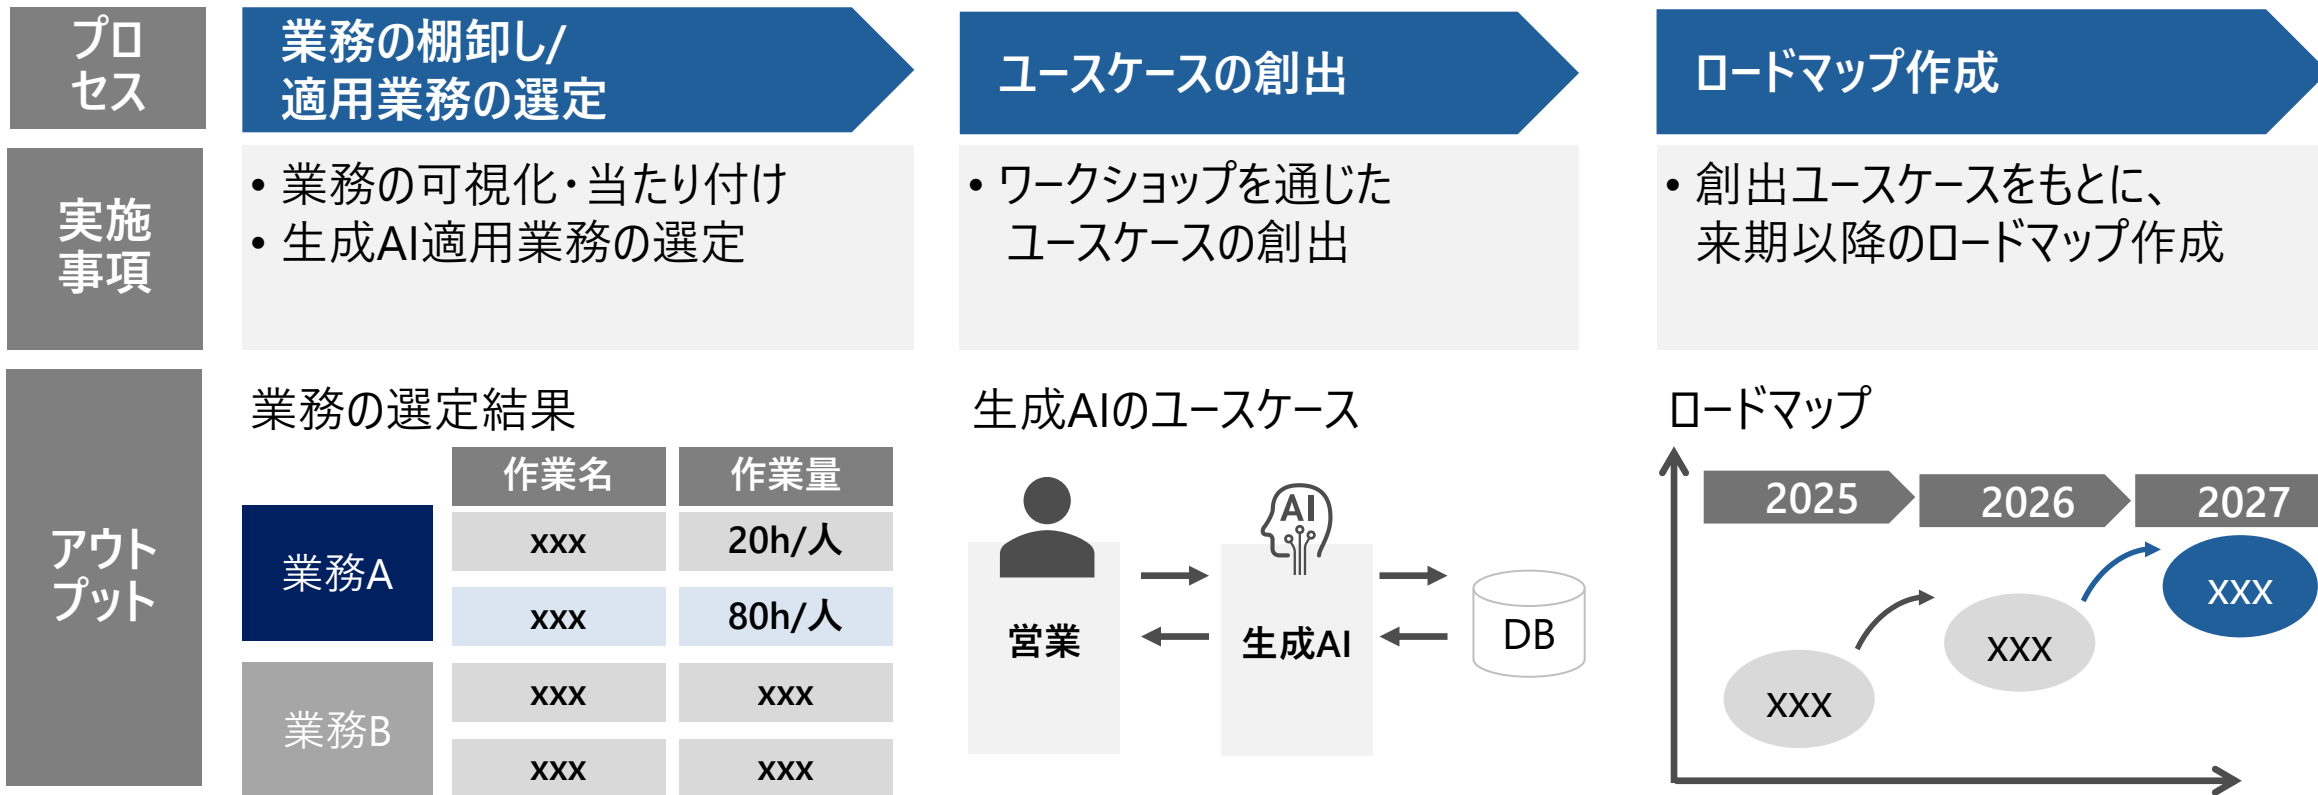 プロ
セス
業務の棚卸し/
適用業務の選定
ユースケースの創出
ロードマップ作成
実施
事項
• 業務の可視化・当たり付け
• 生成AI適用業務の選定
• ワークショップを通じた
ユースケースの創出
• 創出ユースケースをもとに、
来期以降のロードマップ作成
アウト
プット
業務の選定結果
作業名 作業量
業務A
xxx 20h/人
xxx 80h/人
業務B
xxx xxx
xxx xxx
生成AIのユースケース
AI
営業
生成AI
DB
ロードマップ
2025 2026 2027
xxx
xxx
xxx